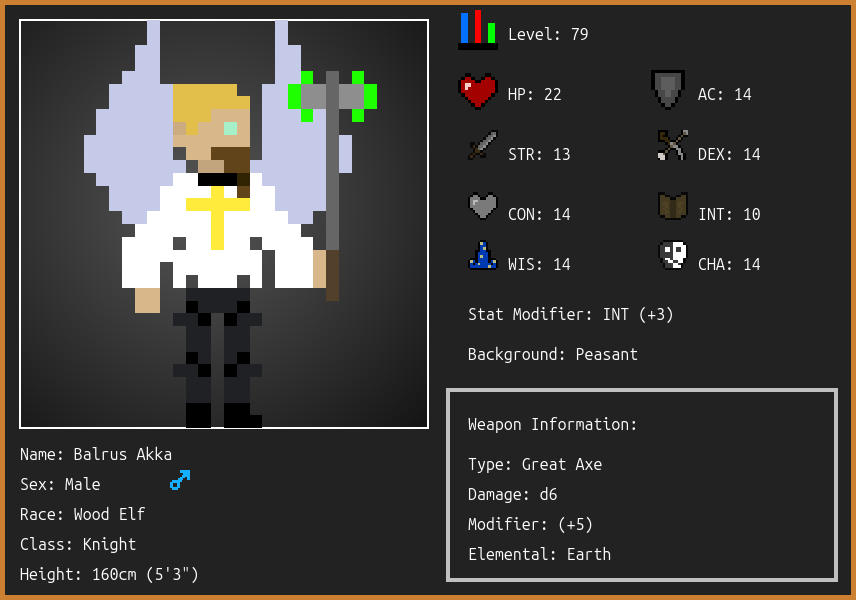 Level: 79
HP: 22
AC: 14
STR: 13
DEX: 14
CON: 14
INT: 10
WIS: 14
CHA: 14
Stat Modifier: INT (+3)
Background: Peasant
Weapon Information:
Type: Great Axe
Damage: d6
Modifier: (+5)
Elemental: Earth
Name: Balrus Akka
Sex: Male
Race: Wood Elf
Class: Knight
Height: 160cm (5'3")